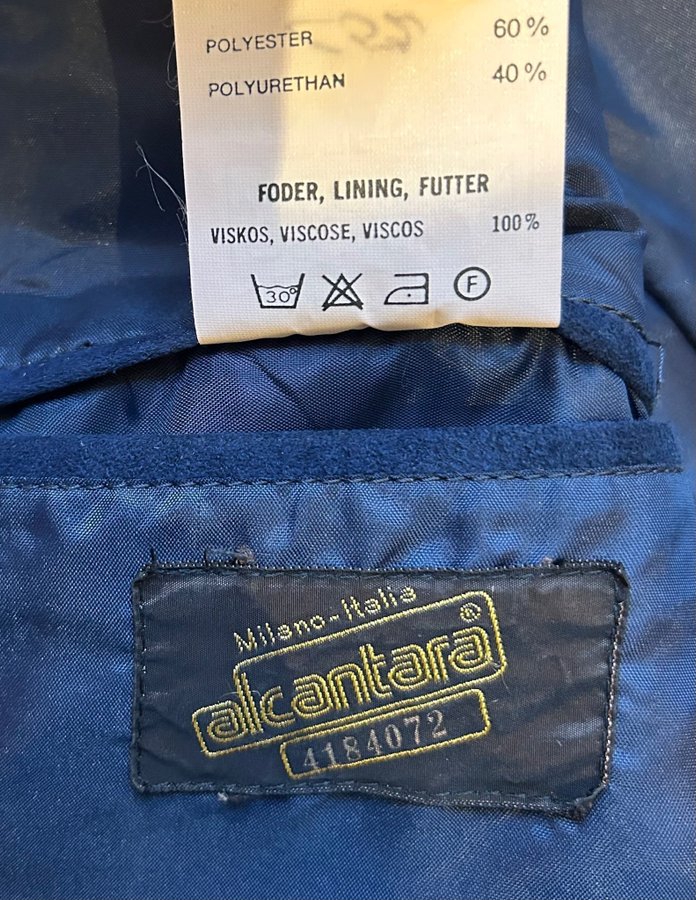 POLYESTER 60%
POLYURETHAN 40%
FODER, LINING, FUTTER
VISKOS, VISCOSE, VISCOS 100%
30° F
Milano-Italia
alcantara®
4184072